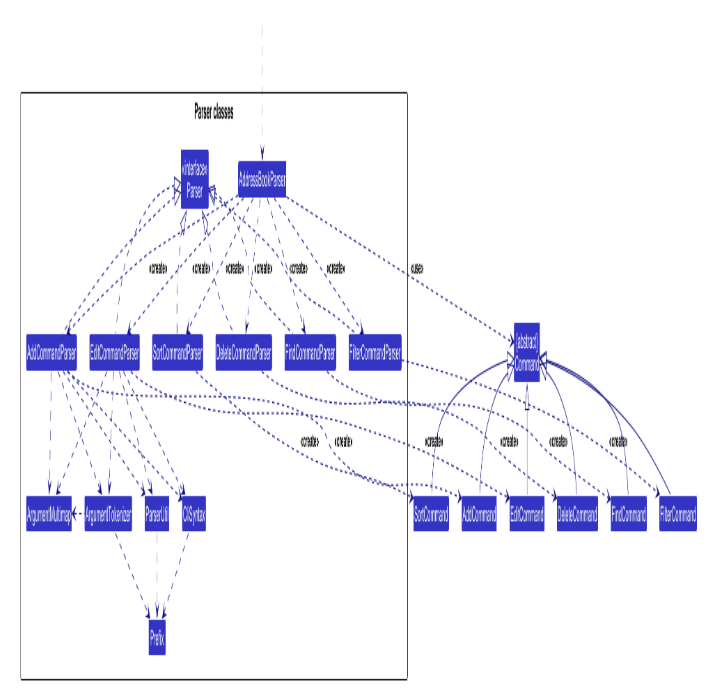 Parser classes
«interface»
Parser
AddressBookParser
«create»
«create»
«create»
«create»
«create»
«create»
«use»
{abstract}
Command
AddCommandParser
EditCommandParser
SortCommandParser
DeleteCommandParser
FindCommandParser
FilterCommandParser
«create»
«create»
«create»
«create»
«create»
«create»
ArgumentMultimap
ArgumentTokenizer
ParserUtil
CliSyntax
SortCommand
AddCommand
EditCommand
DeleteCommand
FindCommand
FilterCommand
Prefix